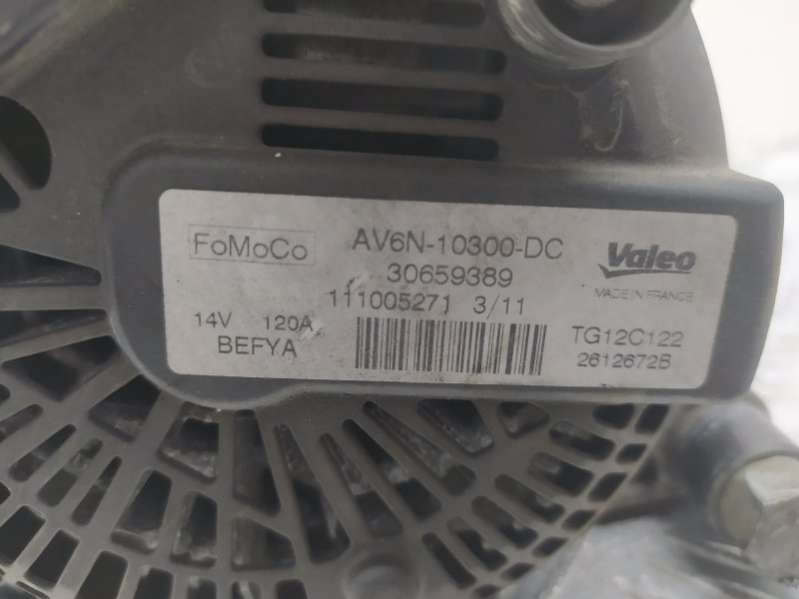 FoMoCo
AV6N-10300-DC
30659389
111005271 3/11
14V 120A
BEFYA
Valeo
MADE IN FRANCE
TG12C122
2612672B